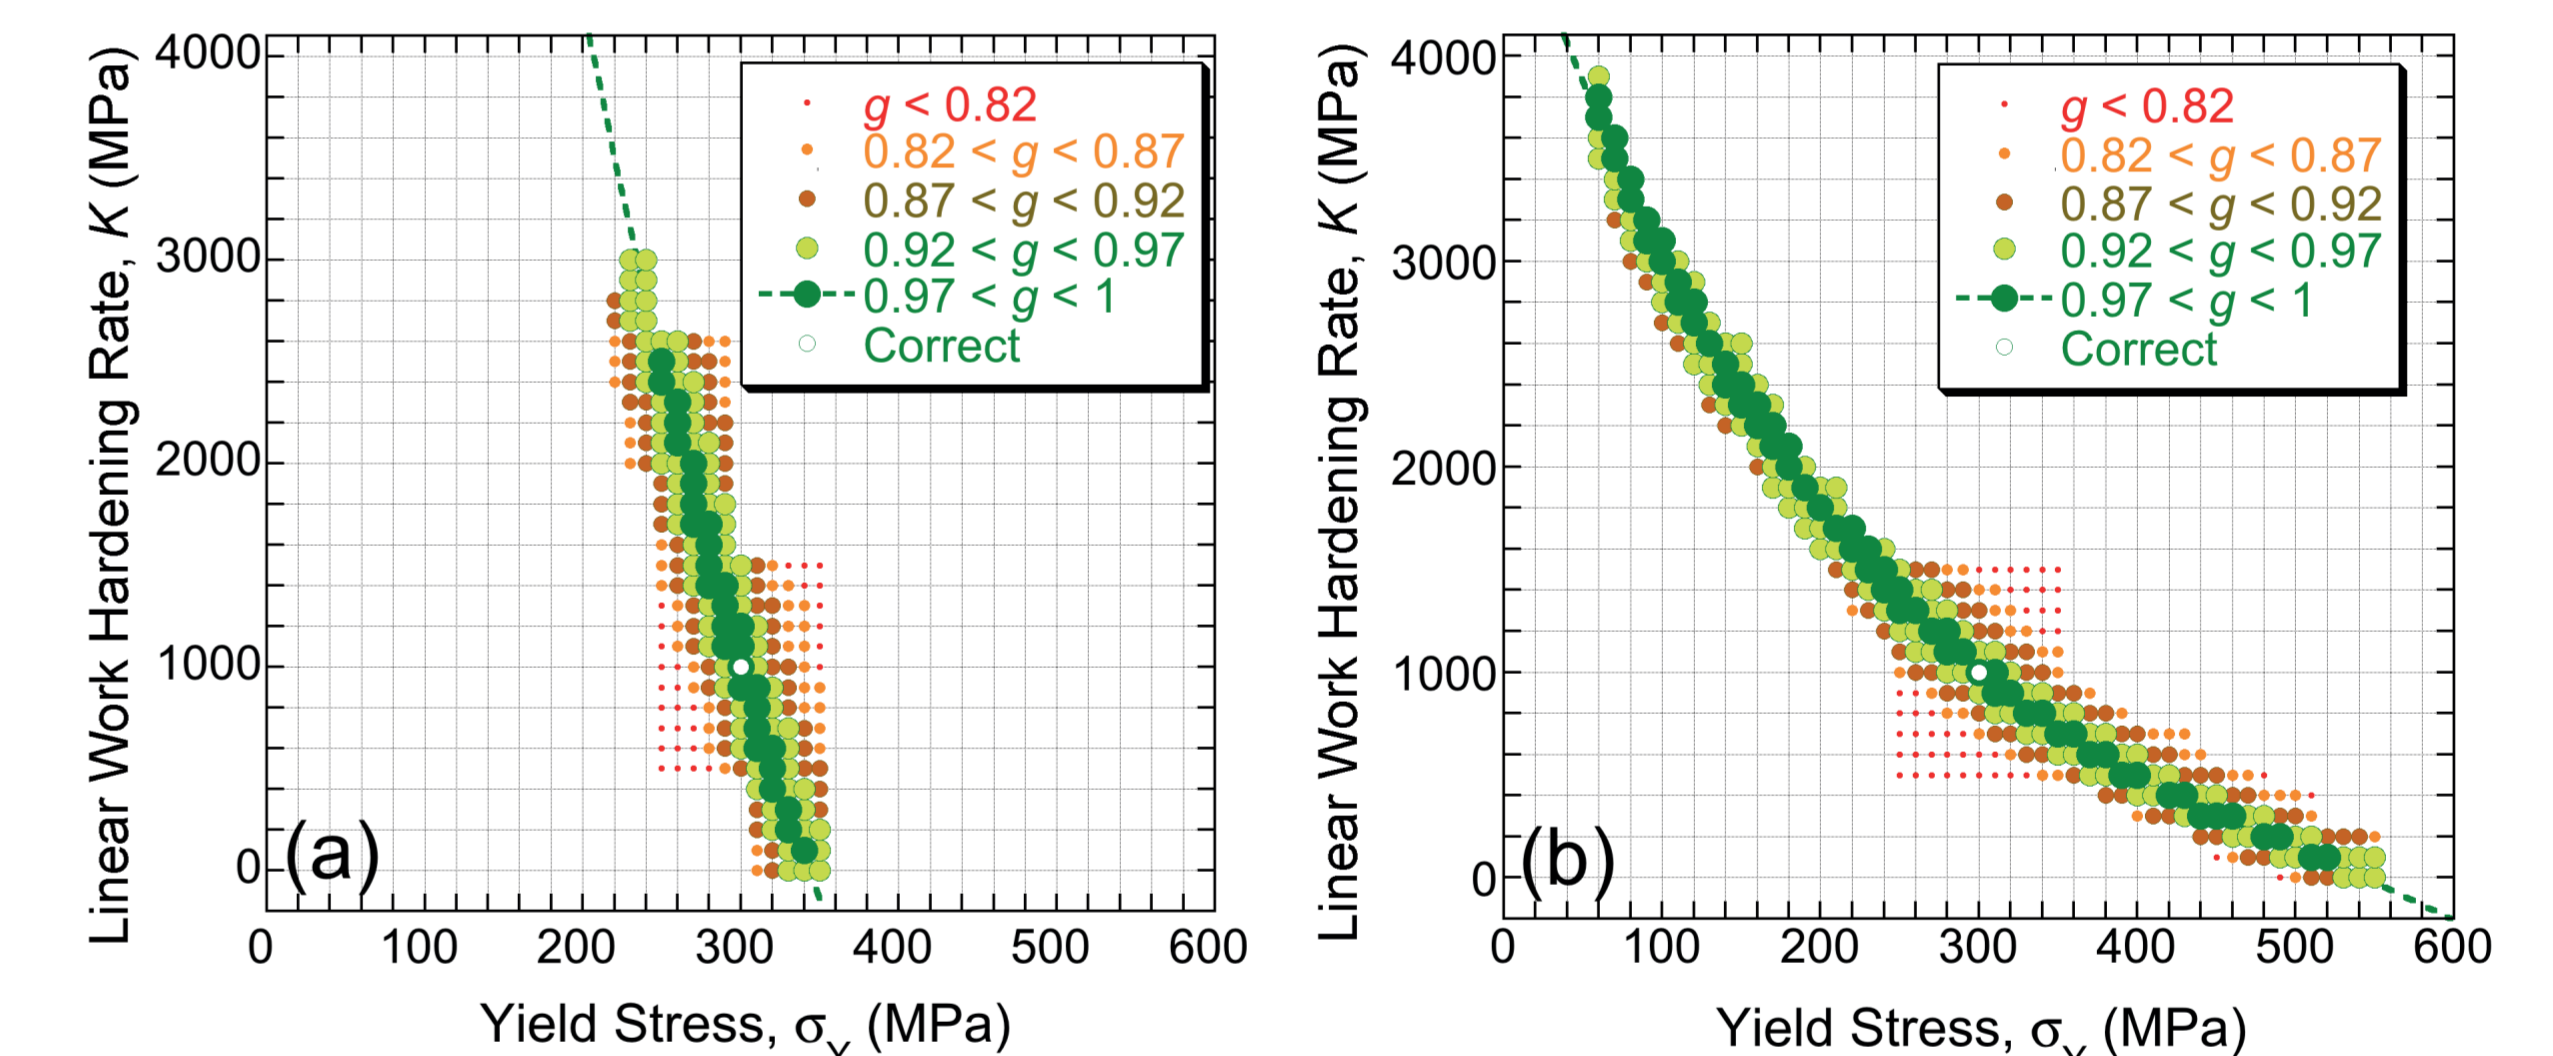 Linear Work Hardening Rate, K (MPa)
4000
3000
2000
1000
0
g < 0.82
0.82 < g < 0.87
0.87 < g < 0.92
0.92 < g < 0.97
0.97 < g < 1
Correct
(a)
0 100 200 300 400 500 600
Yield Stress, σY (MPa)
Linear Work Hardening Rate, K (MPa)
4000
3000
2000
1000
0
g < 0.82
0.82 < g < 0.87
0.87 < g < 0.92
0.92 < g < 0.97
0.97 < g < 1
Correct
(b)
0 100 200 300 400 500 600
Yield Stress, σY (MPa)